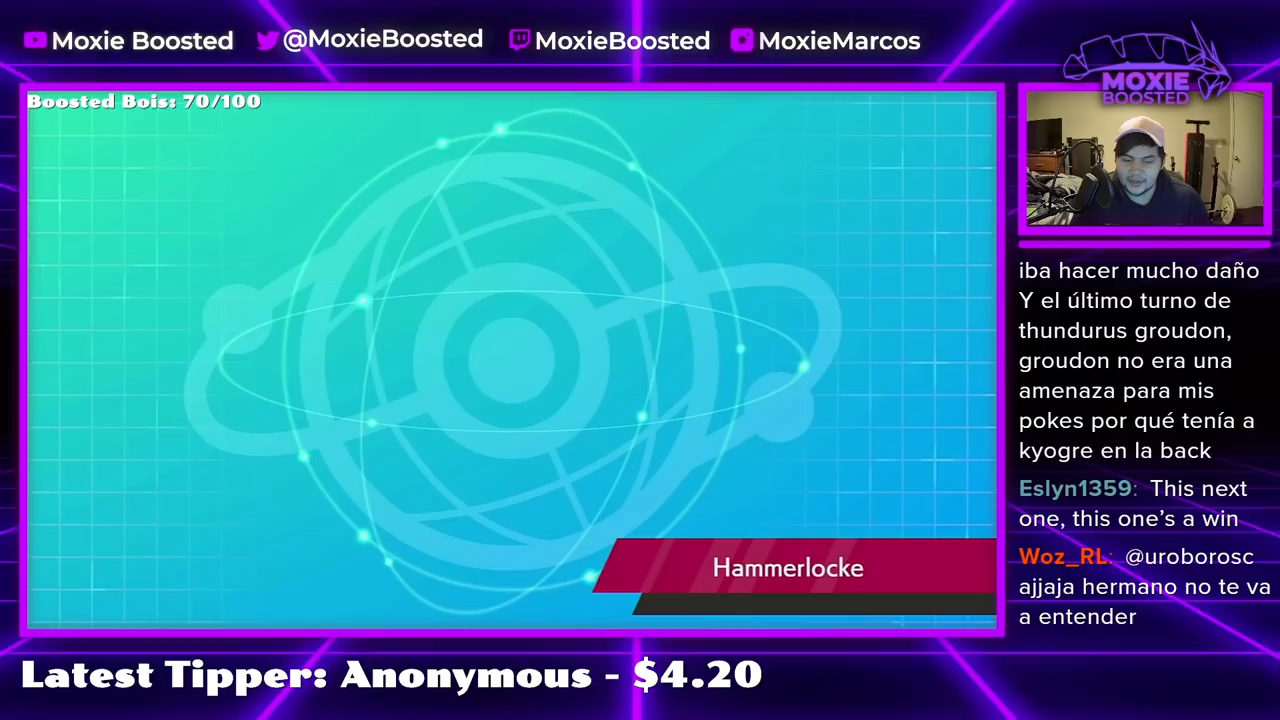 Moxie Boosted
@MoxieBoosted
MoxieBoosted
MoxieMarcos
MOXIE
BOOSTED
Boosted Bois: 70/100
iba hacer mucho daño
Y el último turno de
thundurus groudon,
groudon no era una
amenaza para mis
pokes por qué tenía a
kyogre en la back
Eslyn1359: This next
one, this one’s a win
Woz_RL: @uroborosc
ajjaja hermano no te va
a entender
Hammerlocke
Latest Tipper: Anonymous - $4.20